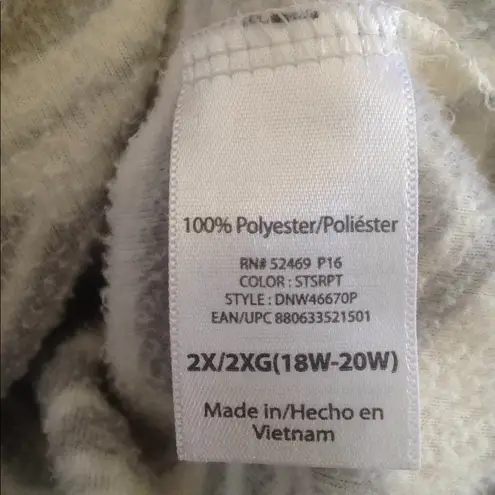 100% Polyester/Poliéster
RN# 52469 P16
COLOR : STSRPT
STYLE : DNW46670P
EAN/UPC 880633521501
2X/2XG(18W-20W)
Made in/Hecho en
Vietnam